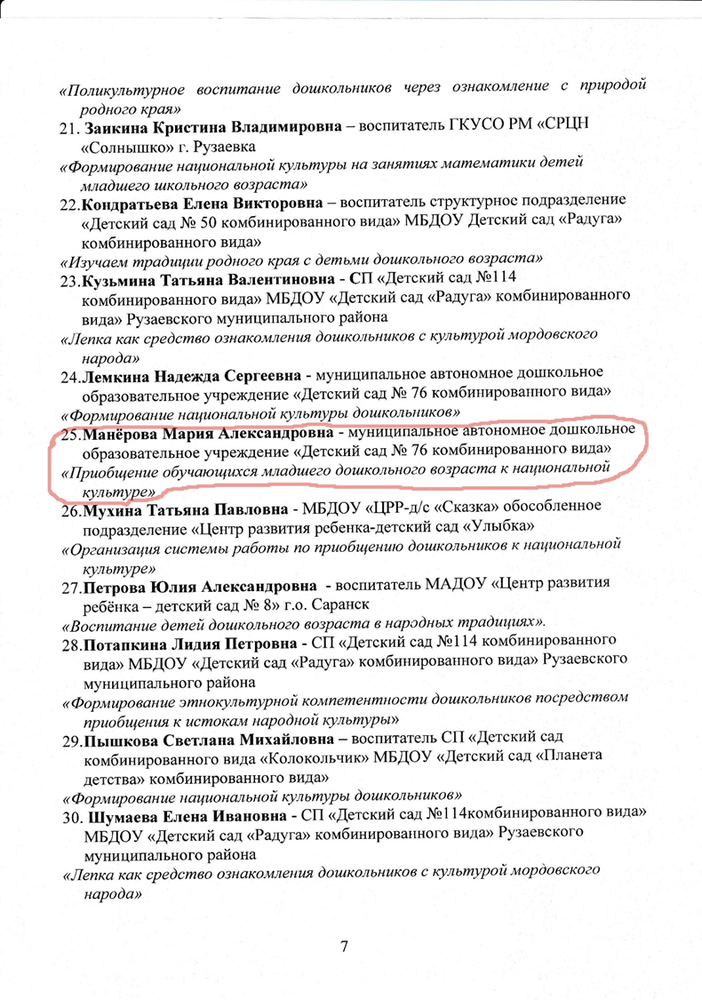 «Поликультурное воспитание дошкольников через ознакомление с природой
родного края»
21. Заикина Кристина Владимировна – воспитатель ГКУСО РМ «СРЦН
«Солнышко» г. Рузаевка
«Формирование национальной культуры на занятиях математики детей
младшего школьного возраста»
22.Кондратьева Елена Викторовна – воспитатель структурное подразделение
«Детский сад № 50 комбинированного вида» МБДОУ Детский сад «Радуга»
комбинированного вида»
«Изучаем традиции родного края с детьми дошкольного возраста»
23.Кузьмина Татьяна Валентиновна - СП «Детский сад №114
комбинированного вида» МБДОУ «Детский сад «Радуга» комбинированного
вида» Рузаевского муниципального района
«Лепка как средство ознакомления дошкольников с культурой мордовского
народа»
24.Лемкина Надежда Сергеевна - муниципальное автономное дошкольное
образовательное учреждение «Детский сад № 76 комбинированного вида»
«Формирование национальной культуры дошкольников»
25.Манёрова Мария Александровна - муниципальное автономное дошкольное
образовательное учреждение «Детский сад № 76 комбинированного вида»
«Приобщение обучающихся младшего дошкольного возраста к национальной
культуре»
26.Мухина Татьяна Павловна - МБДОУ «ЦРР-д/с «Сказка» обособленное
подразделение «Центр развития ребенка-детский сад «Улыбка»
«Организация системы работы по приобщению дошкольников к национальной
культуре»
27.Петрова Юлия Александровна - воспитатель МАДОУ «Центр развития
ребёнка – детский сад № 8» г.о. Саранск
«Воспитание детей дошкольного возраста в народных традициях».
28.Потапкина Лидия Петровна - СП «Детский сад №114 комбинированного
вида» МБДОУ «Детский сад «Радуга» комбинированного вида» Рузаевского
муниципального района
«Формирование этнокультурной компетентности дошкольников посредством
приобщения к истокам народной культуры»
29.Пышкова Светлана Михайловна – воспитатель СП «Детский сад
комбинированного вида «Колокольчик» МБДОУ «Детский сад «Планета
детства» комбинированного вида»
«Формирование национальной культуры дошкольников»
30. Шумаева Елена Ивановна - СП «Детский сад №114комбинированного вида»
МБДОУ «Детский сад «Радуга» комбинированного вида» Рузаевского
муниципального района
«Лепка как средство ознакомления дошкольников с культурой мордовского
народа»
7